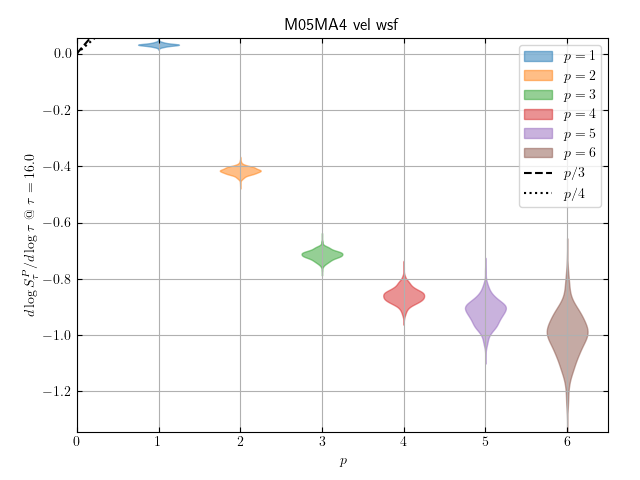 M05MA4 vel wsf
0.0
−0.2
−0.4
−0.6
−0.8
−1.0
−1.2
d log S_τ^P / d log τ @ τ = 16.0
0 1 2 3 4 5 6
p
p = 1
p = 2
p = 3
p = 4
p = 5
p = 6
p/3
p/4